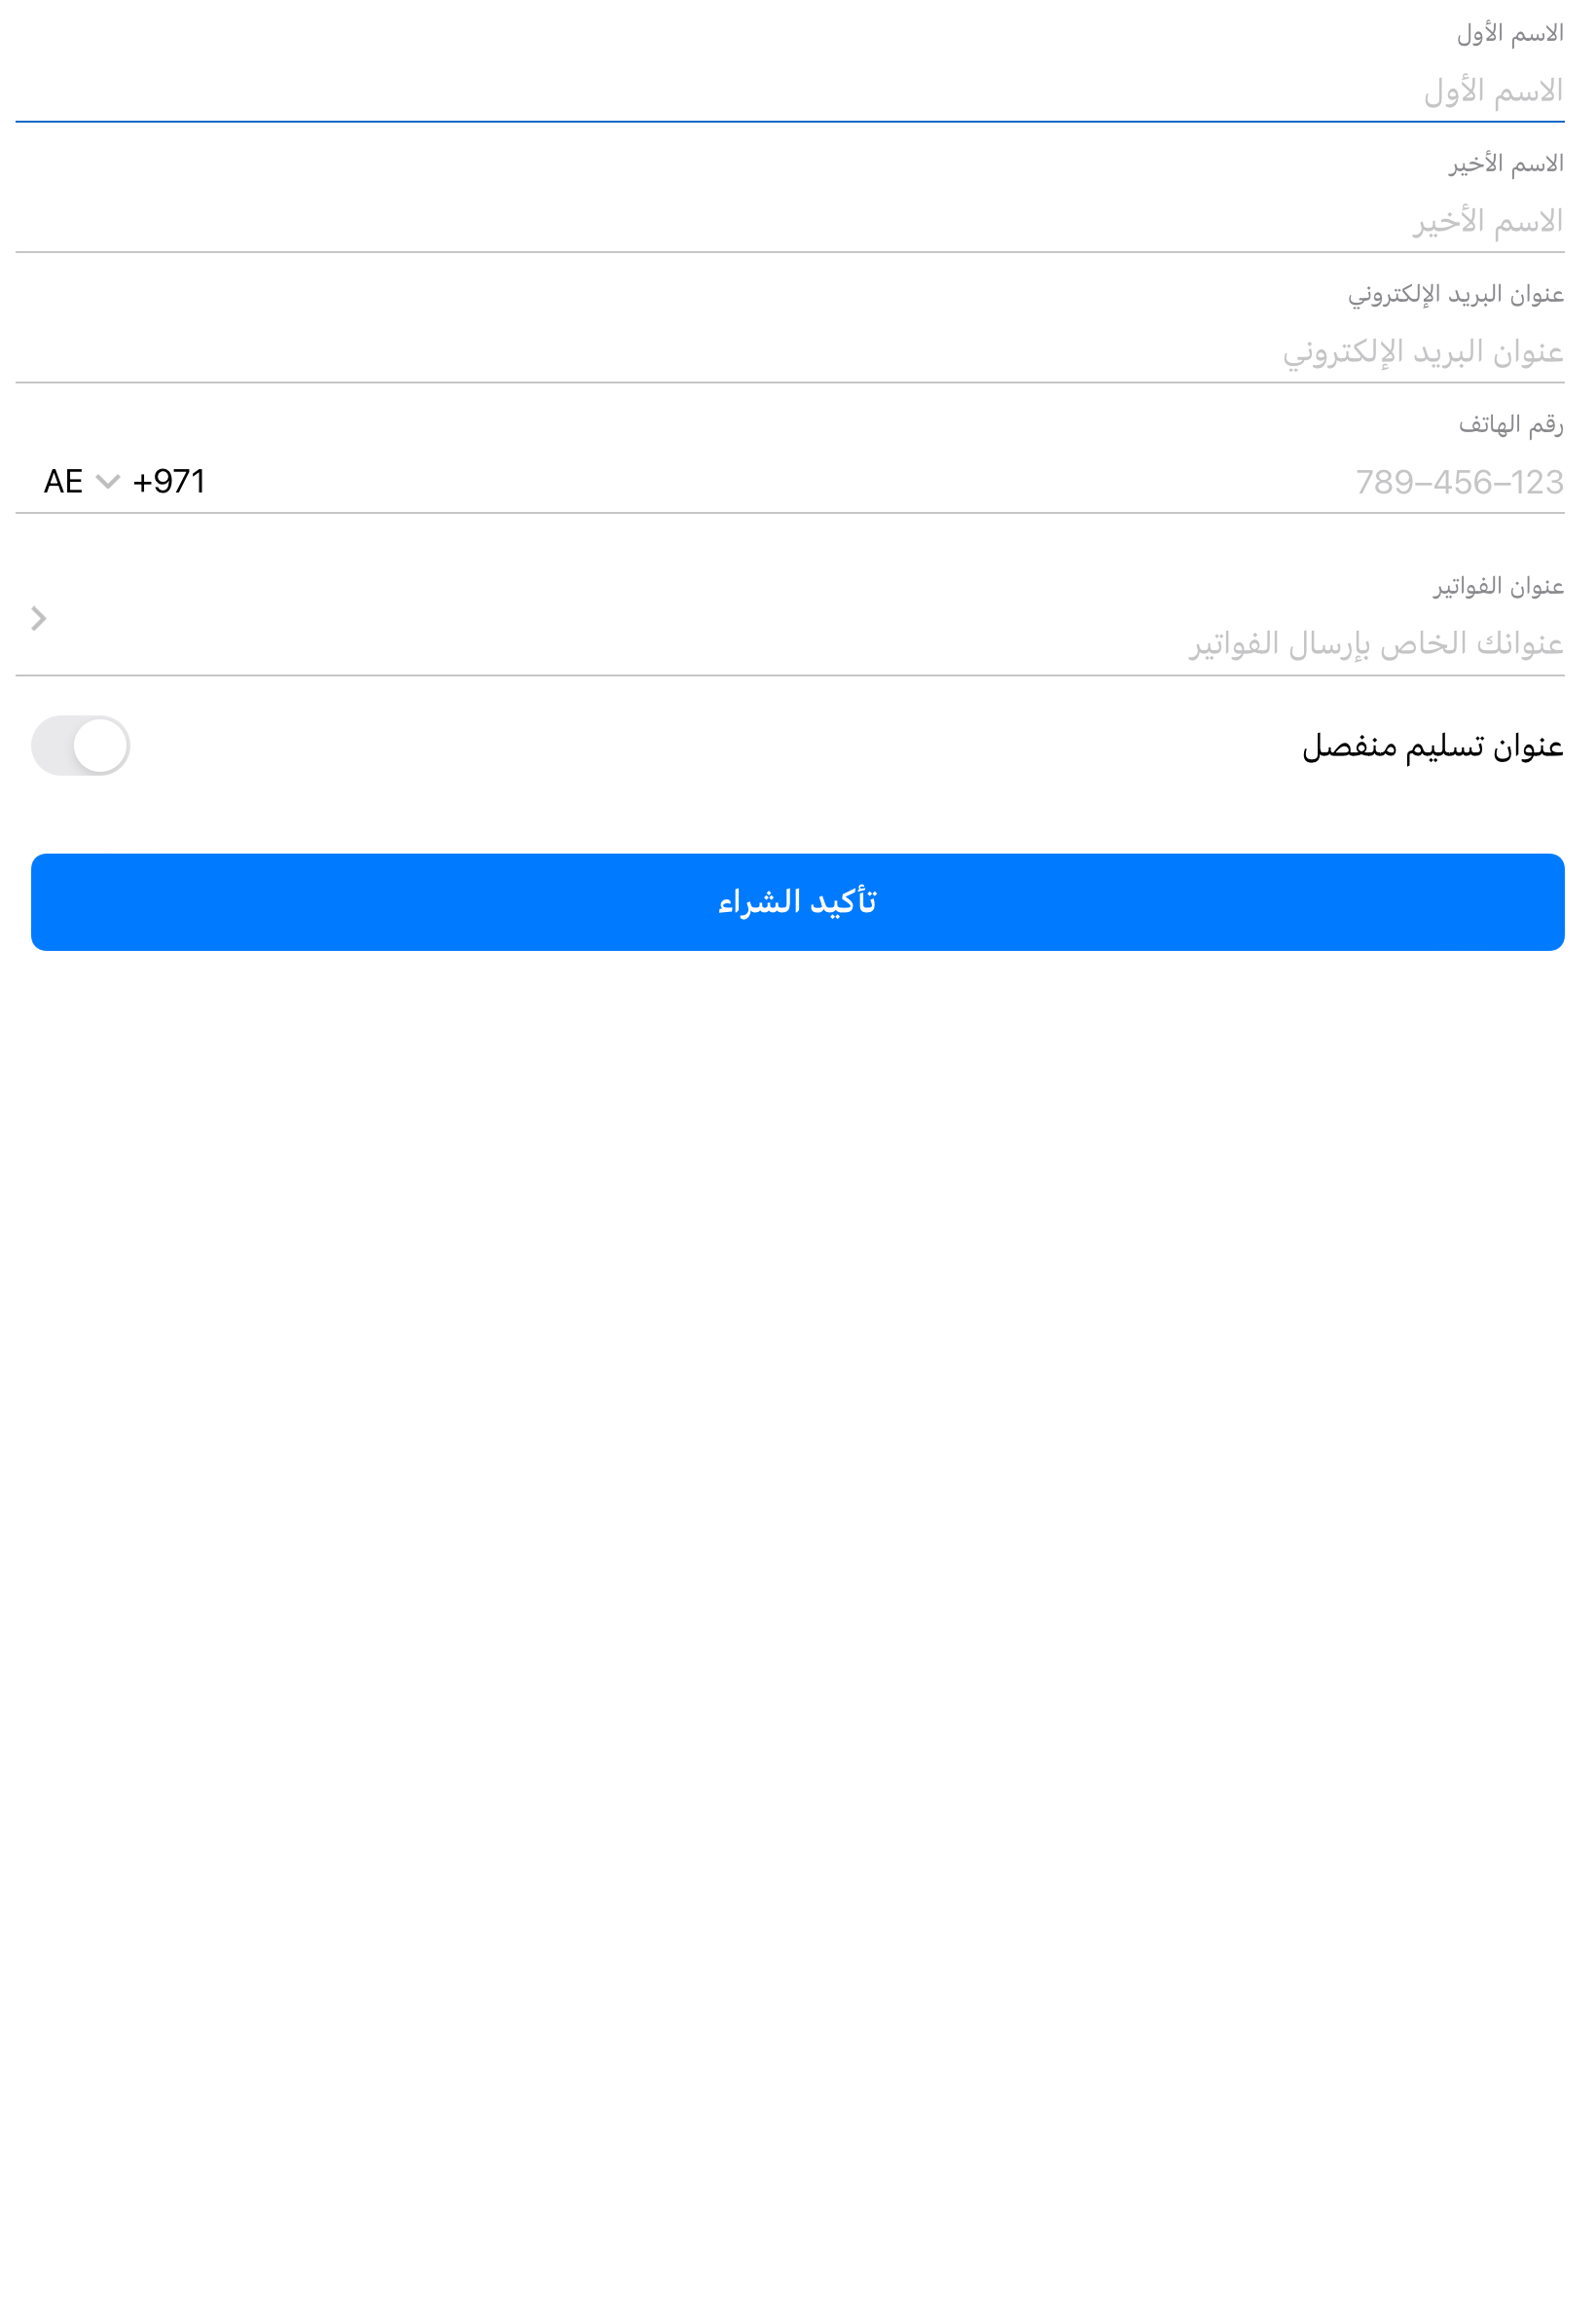 الاسم الأول
الاسم الأول
الاسم الأخير
الاسم الأخير
عنوان البريد الإلكتروني
عنوان البريد الإلكتروني
رقم الهاتف
789–456–123
AE +971
عنوان الفواتير
عنوانك الخاص بإرسال الفواتير
عنوان تسليم منفصل
تأكيد الشراء